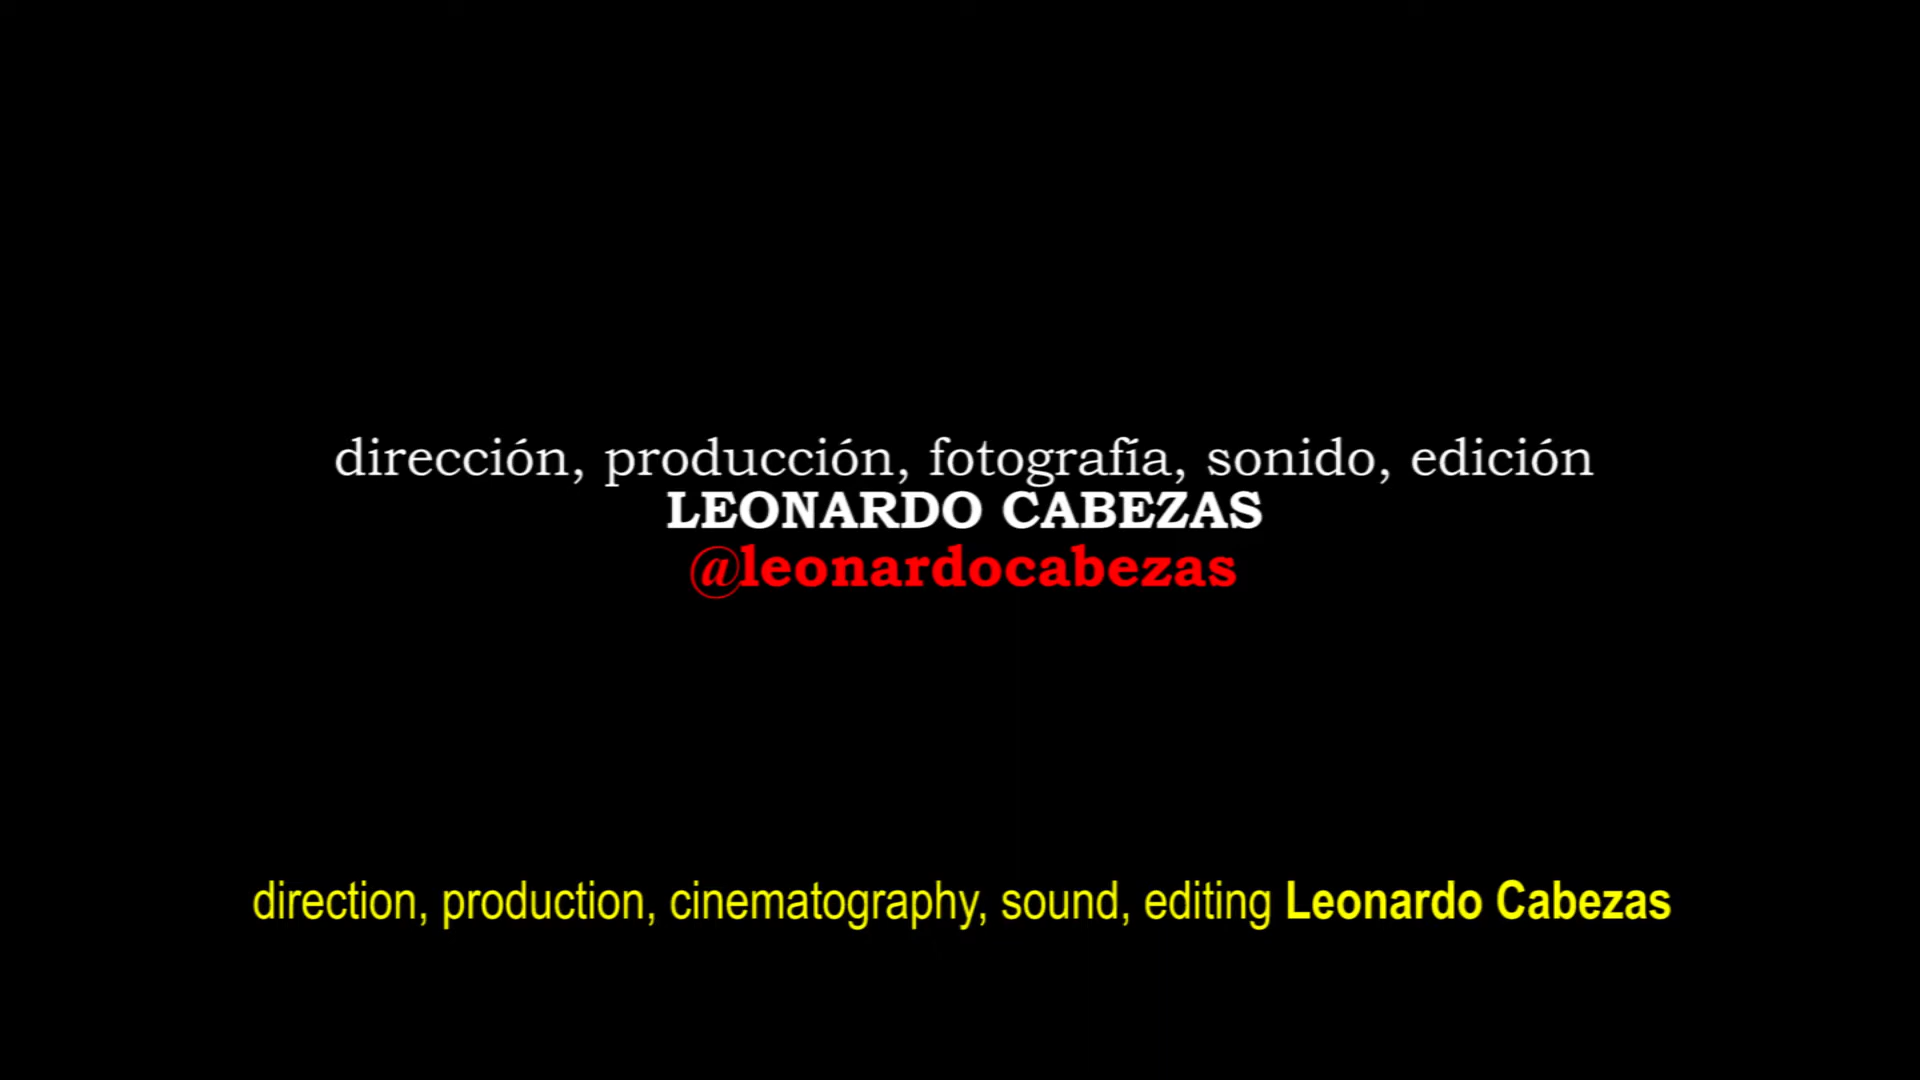 dirección, producción, fotografía, sonido, edición
LEONARDO CABEZAS
@leonardocabezas
direction, production, cinematography, sound, editing Leonardo Cabezas